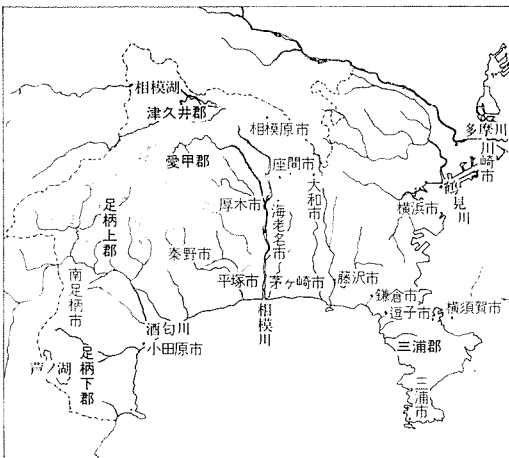 相模湖
津久井郡
相模原市
多摩川
川崎市
愛甲郡
座間市
大和市
鶴見川
横浜市
厚木市
海老名市
足柄上郡
秦野市
南足柄市
平塚市
茅ヶ崎市
藤沢市
鎌倉市
逗子市
横須賀市
相模川
酒匂川
小田原市
三浦郡
芦ノ湖
足柄下郡
三浦市